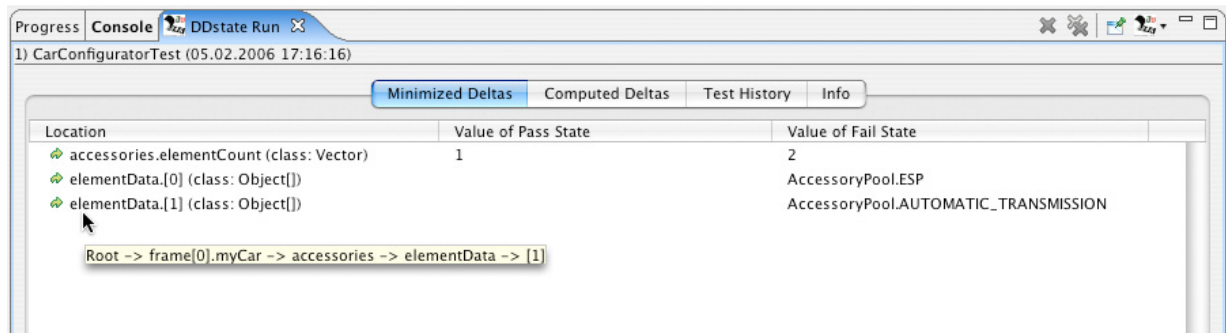 Progress Console DDstate Run
1) CarConfiguratorTest (05.02.2006 17:16:16)
Minimized Deltas Computed Deltas Test History Info
Location Value of Pass State Value of Fail State
accessories.elementCount (class: Vector) 1 2
elementData.[0] (class: Object[]) AccessoryPool.ESP
elementData.[1] (class: Object[]) AccessoryPool.AUTOMATIC_TRANSMISSION
Root -> frame[0].myCar -> accessories -> elementData -> [1]